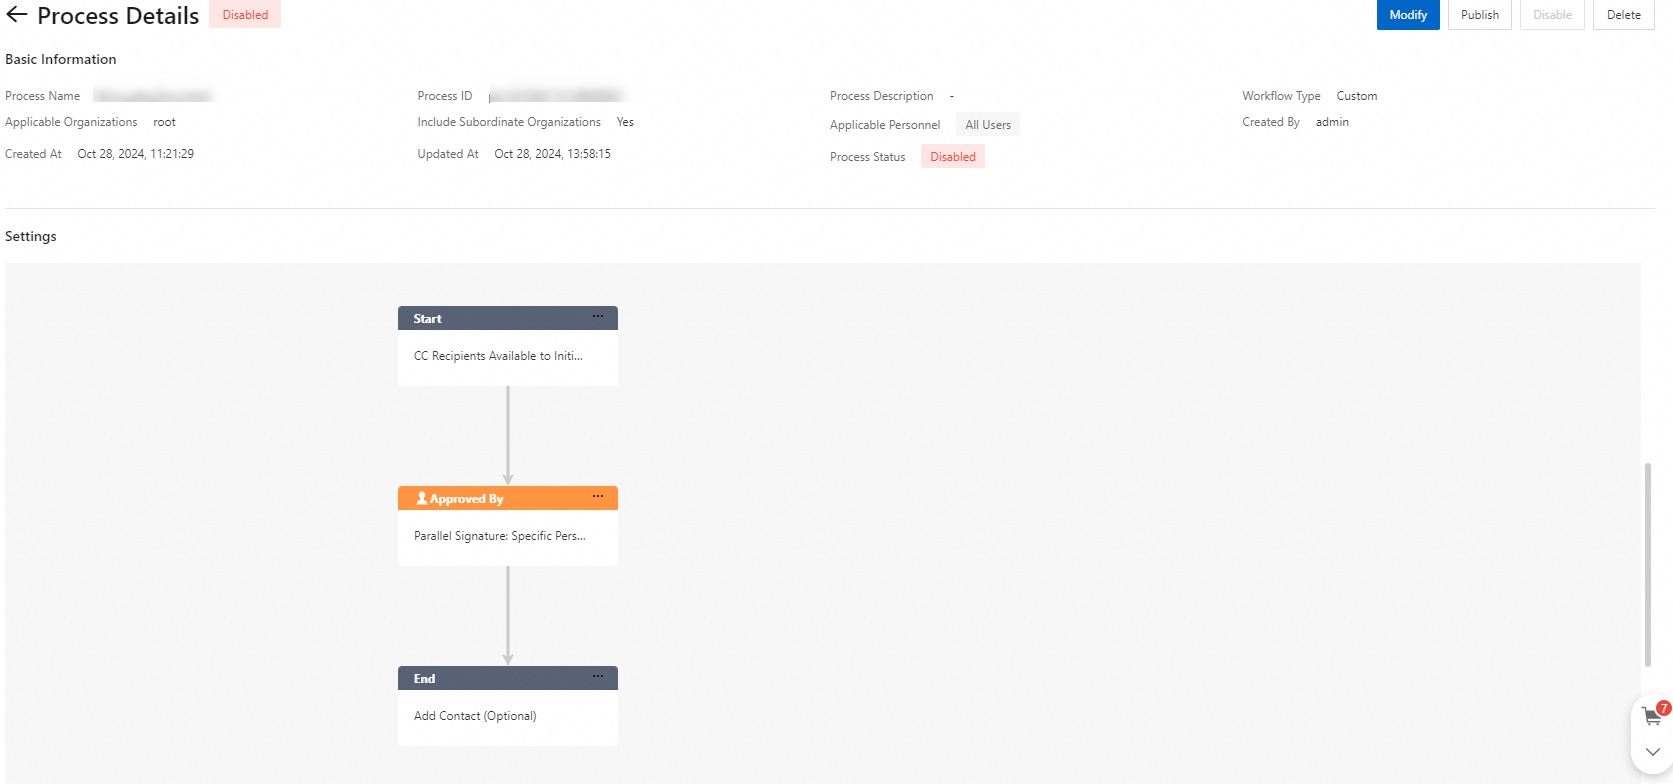 Process Details Disabled Modify Publish Disable Delete
Basic Information
Process Name Process ID Process Description - Workflow Type Custom
Applicable Organizations root Include Subordinate Organizations Yes Applicable Personnel All Users Created By admin
Created At Oct 28, 2024, 11:21:29 Updated At Oct 28, 2024, 13:58:15 Process Status Disabled
Settings
Start ...
CC Recipients Available to Initi...
Approved By ...
Parallel Signature: Specific Pers...
End ...
Add Contact (Optional)
7